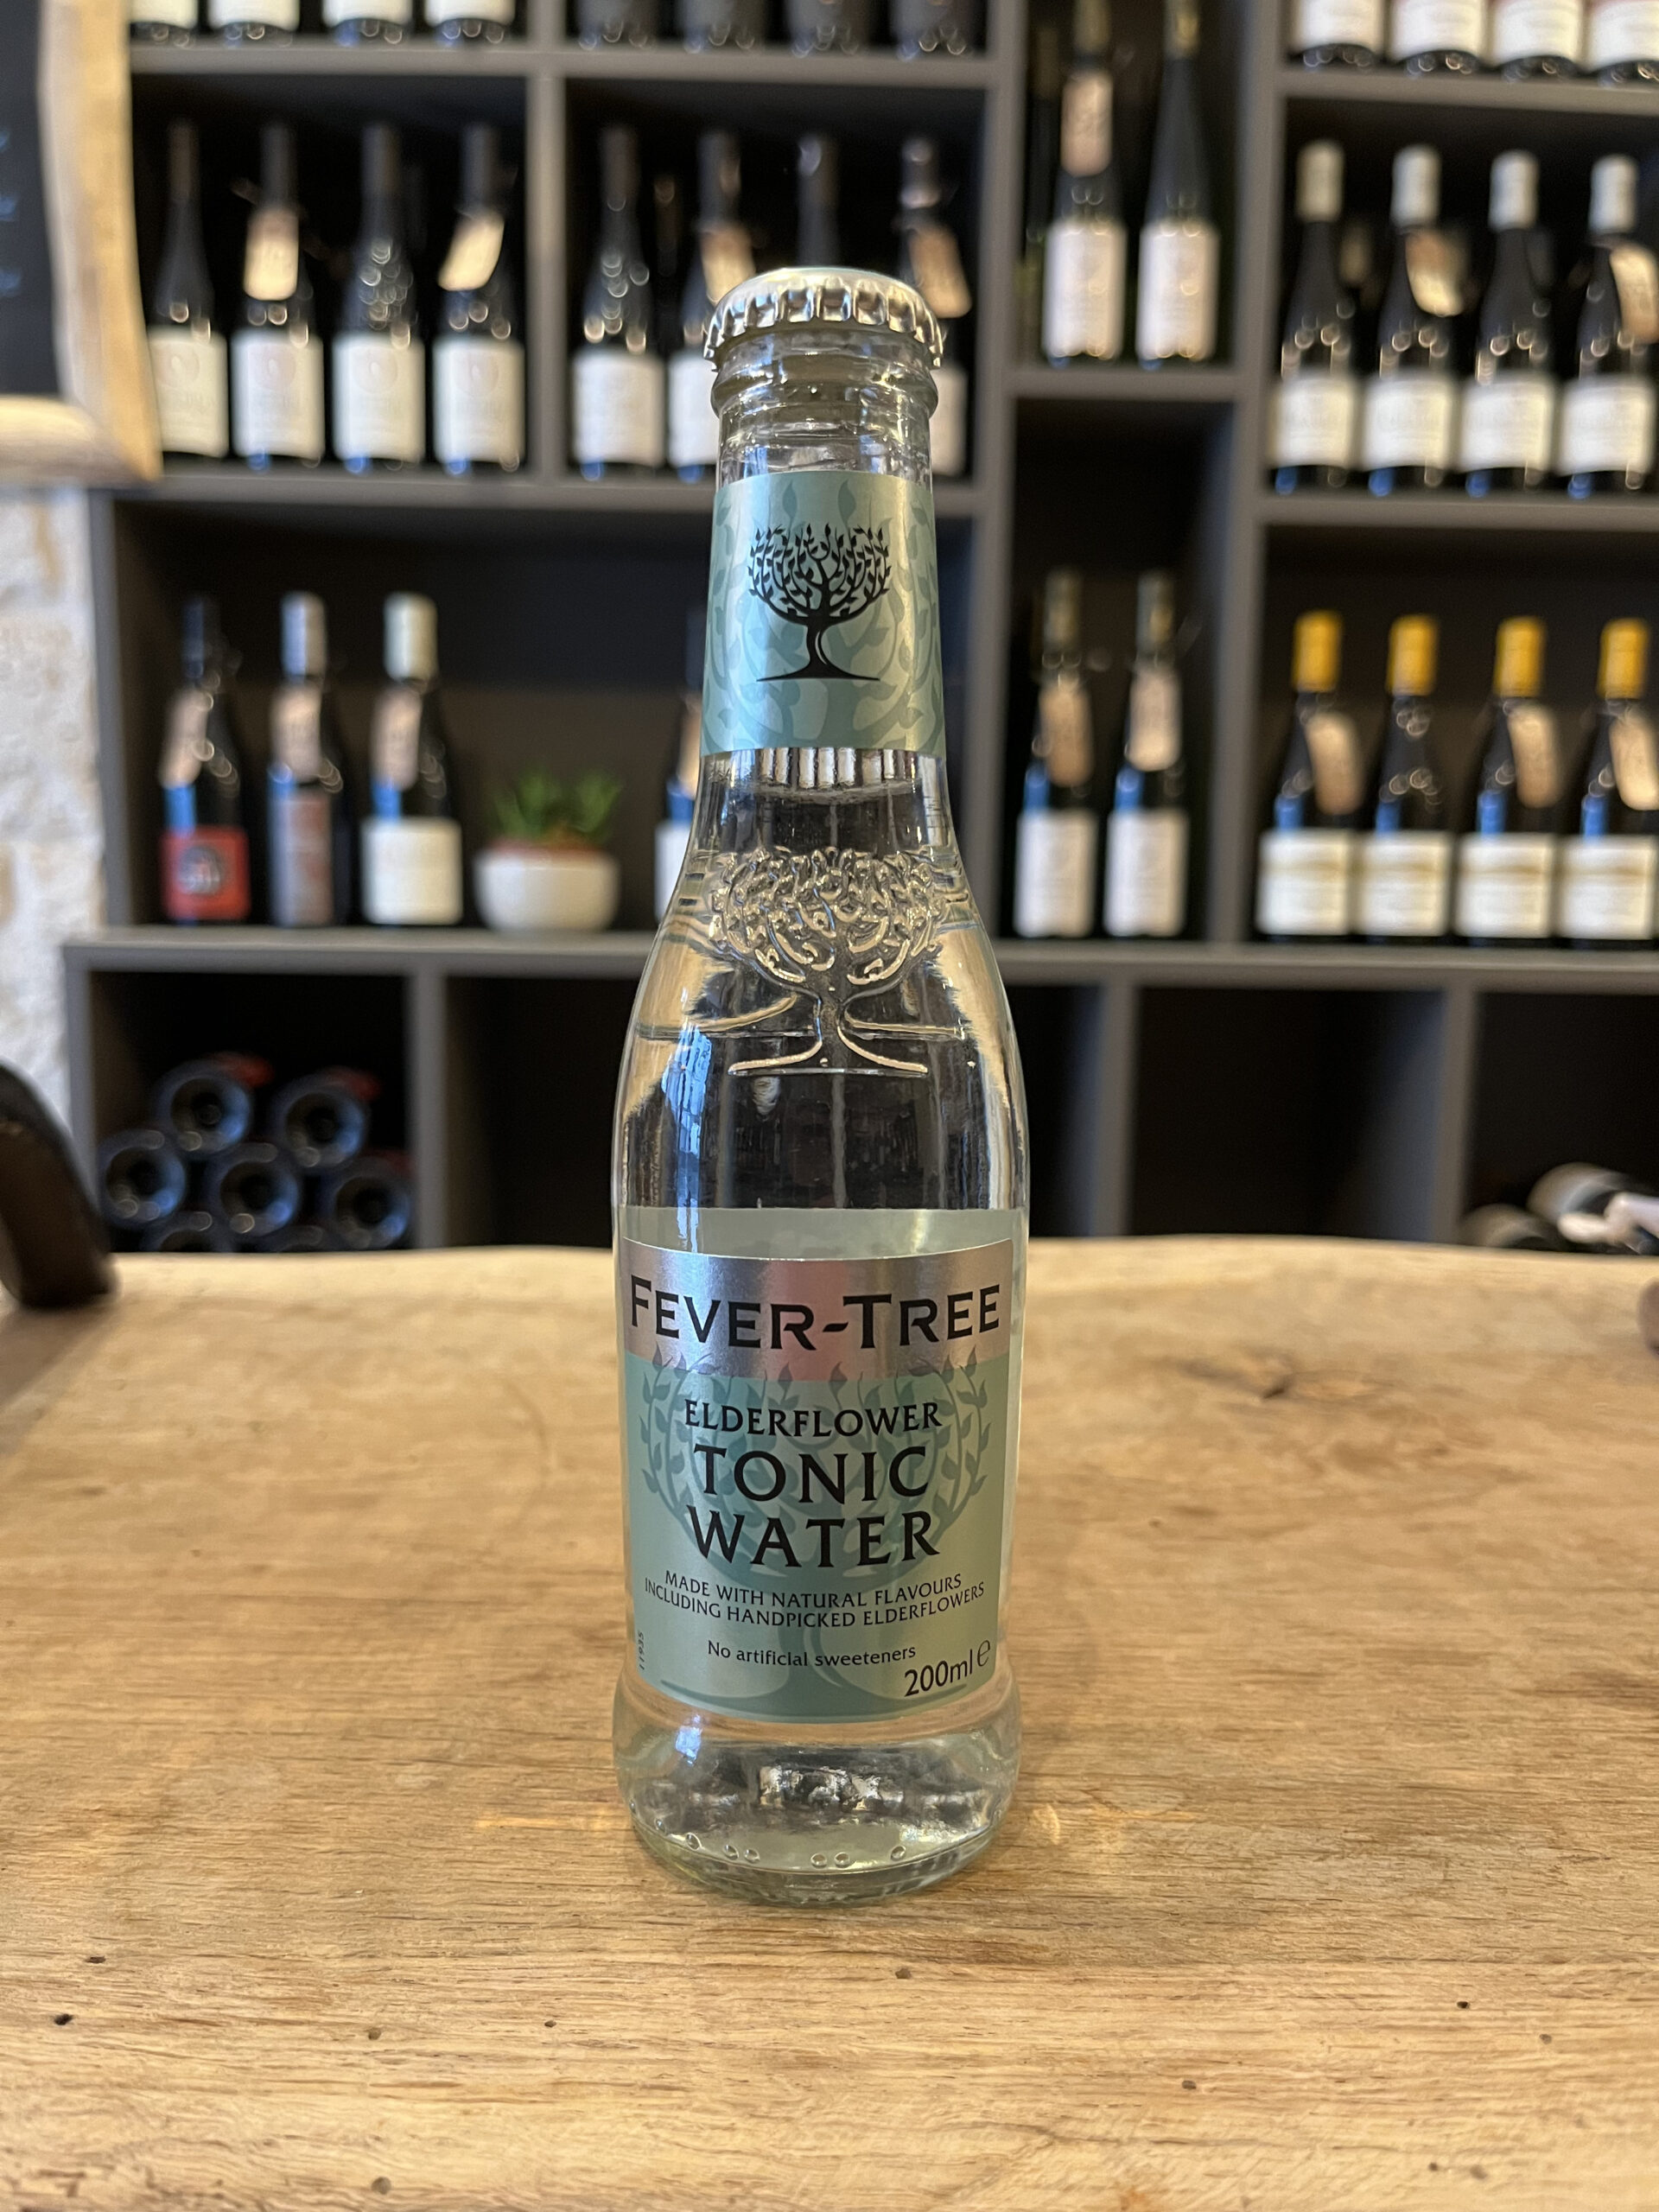 FEVER-TREE
ELDERFLOWER
TONIC
WATER
MADE WITH NATURAL FLAVOURS
INCLUDING HANDPICKED ELDERFLOWERS
No artificial sweeteners
200ml e